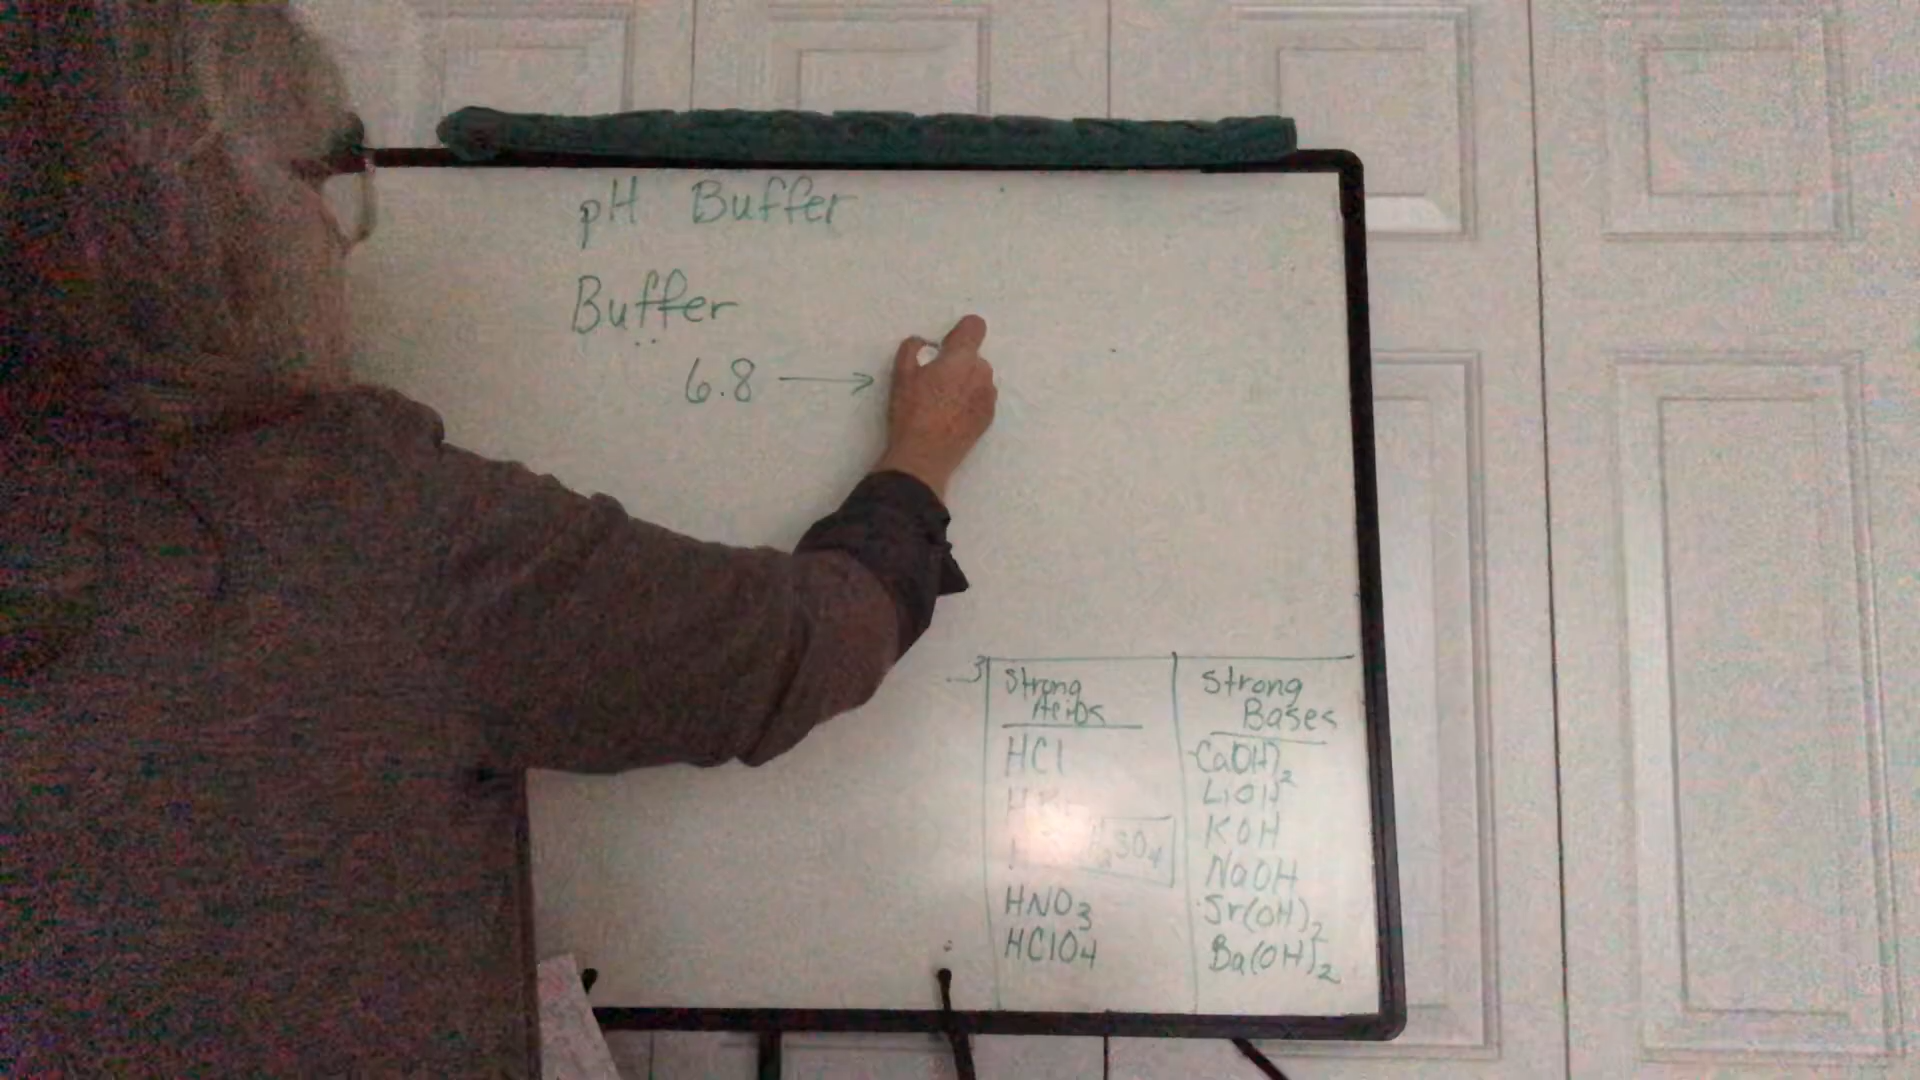 pH Buffer
Buffer
6.8 →
Strong
Acids
HCl
H₂SO₄
HNO₃
HClO₄
Strong
Bases
Ca(OH)₂
LiOH
KOH
NaOH
Sr(OH)₂
Ba(OH)₂